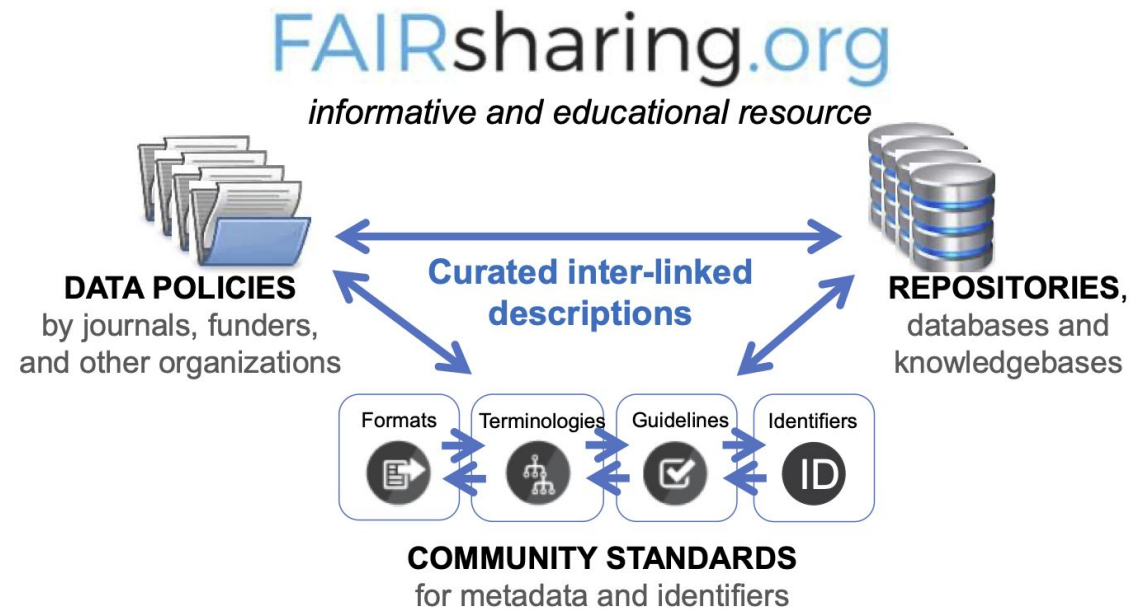 FAIRsharing.org
informative and educational resource
DATA POLICIES
by journals, funders,
and other organizations
Curated inter-linked
descriptions
REPOSITORIES,
databases and
knowledgebases
Formats
Terminologies
Guidelines
Identifiers
ID
COMMUNITY STANDARDS
for metadata and identifiers